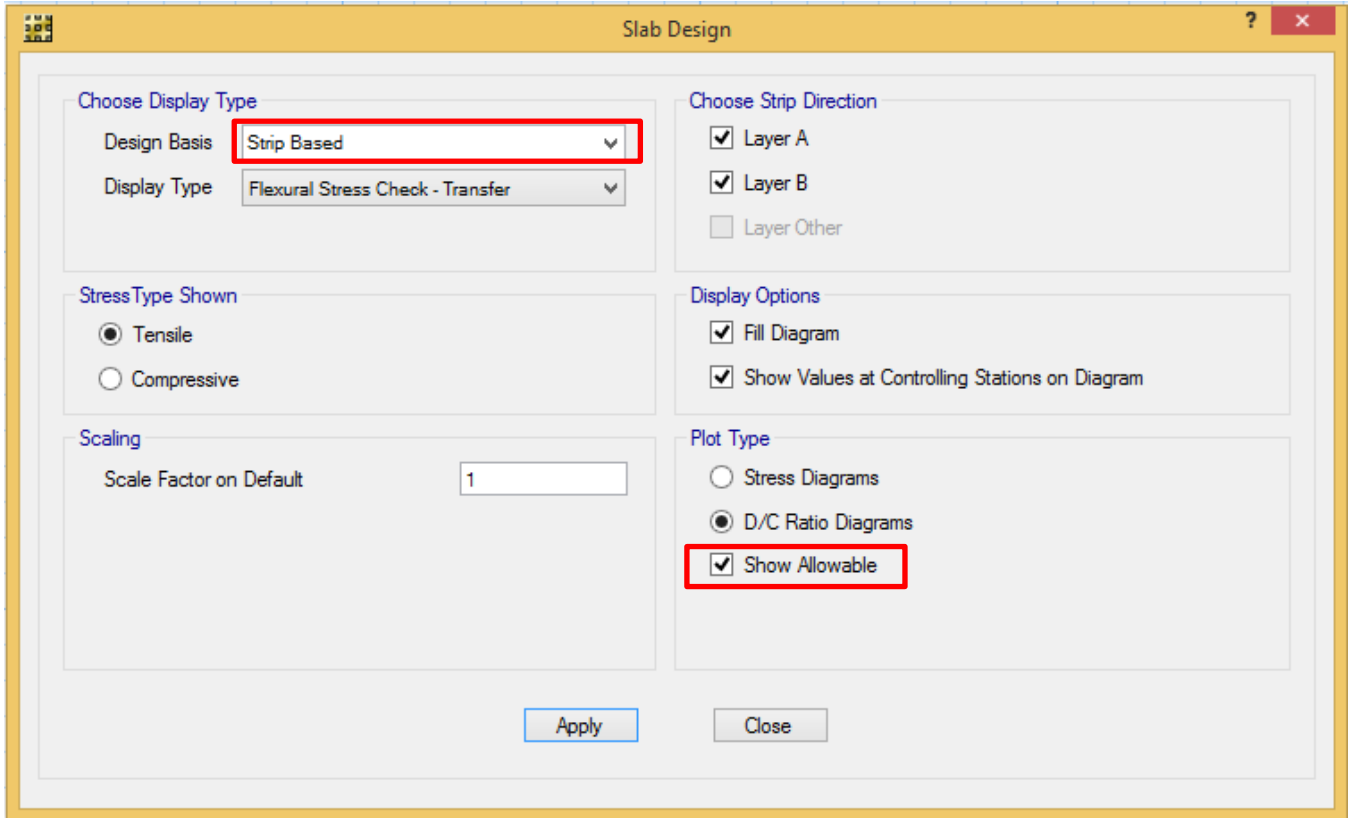 Slab Design
?
Choose Display Type
Design Basis Strip Based
Display Type Flexural Stress Check - Transfer
Choose Strip Direction
Layer A
Layer B
Layer Other
StressType Shown
Tensile
Compressive
Display Options
Fill Diagram
Show Values at Controlling Stations on Diagram
Scaling
Scale Factor on Default 1
Plot Type
Stress Diagrams
D/C Ratio Diagrams
Show Allowable
Apply Close